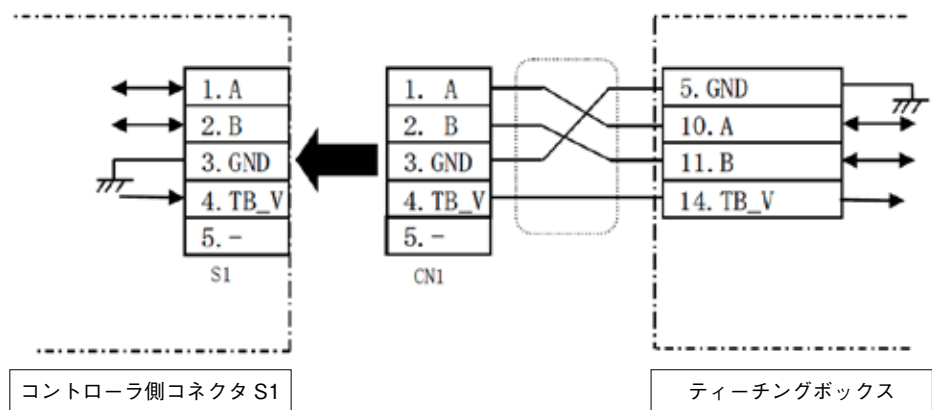 1. A
2. B
3. GND
4. TB_V
5. -
S1
1. A
2. B
3. GND
4. TB_V
5. -
CN1
5. GND
10. A
11. B
14. TB_V
コントローラ側コネクタ S1
ティーチングボックス